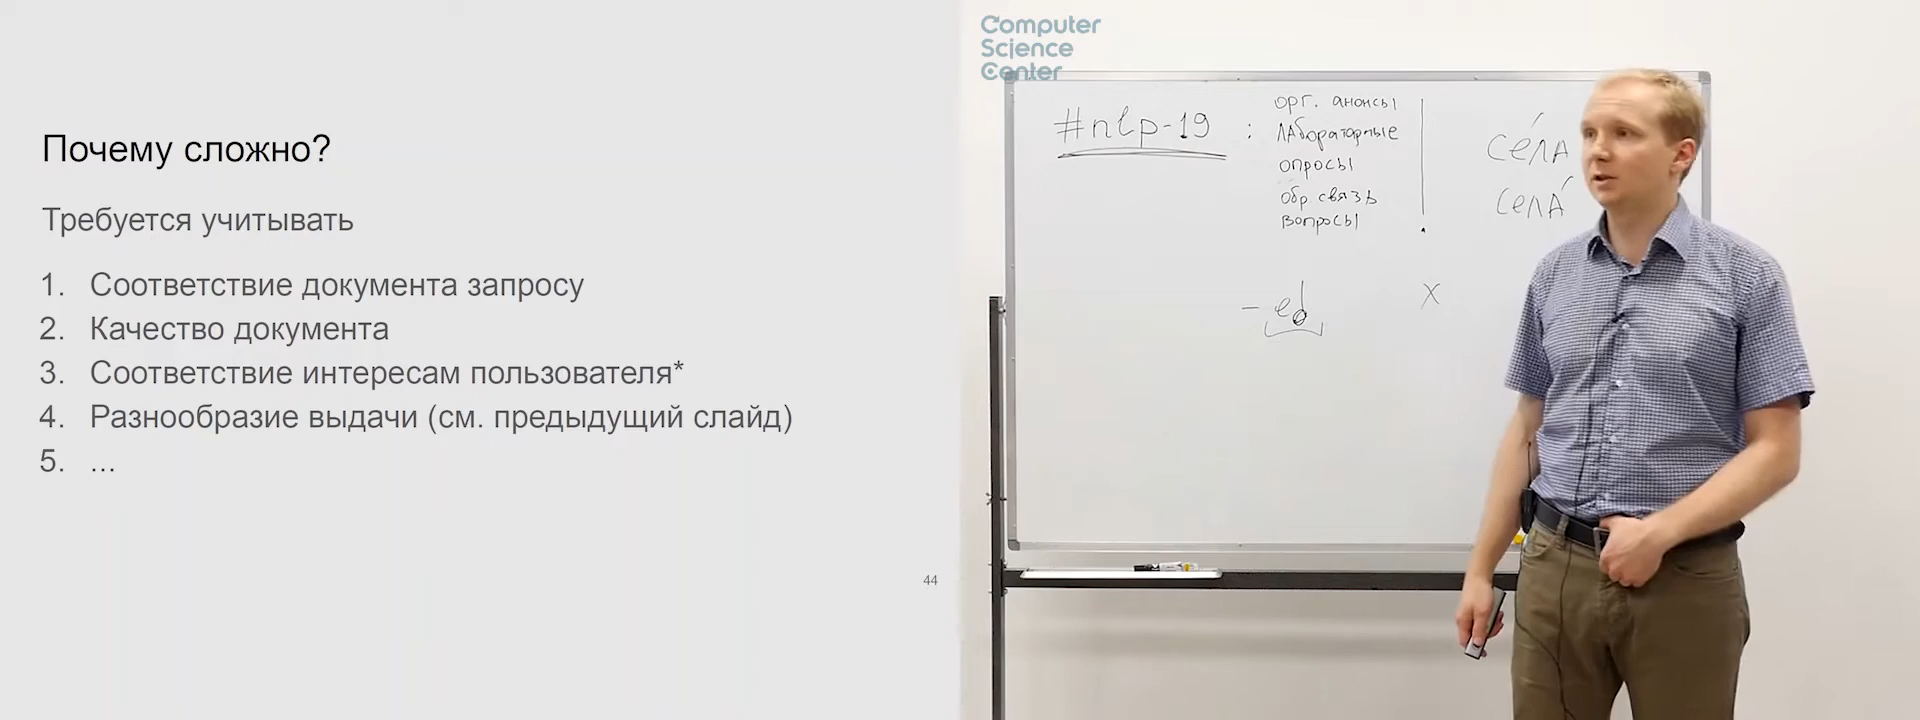 Почему сложно?
Требуется учитывать
1. Соответствие документа запросу
2. Качество документа
3. Соответствие интересам пользователя*
4. Разнообразие выдачи (см. предыдущий слайд)
5. ...
44
Computer
Science
Center
#nlp-19 :
орг. анонсы
лабораторные
опросы
обр связь
вопросы
се́лА
селА́
- ed
X